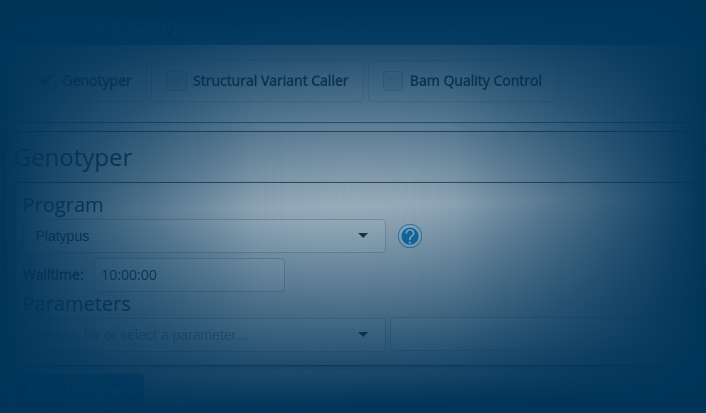 Genotyper
Structural Variant Caller
Bam Quality Control
Genotyper
Program
Platypus
?
Walltime:
10:00:00
Parameters
Search for or select a parameter...